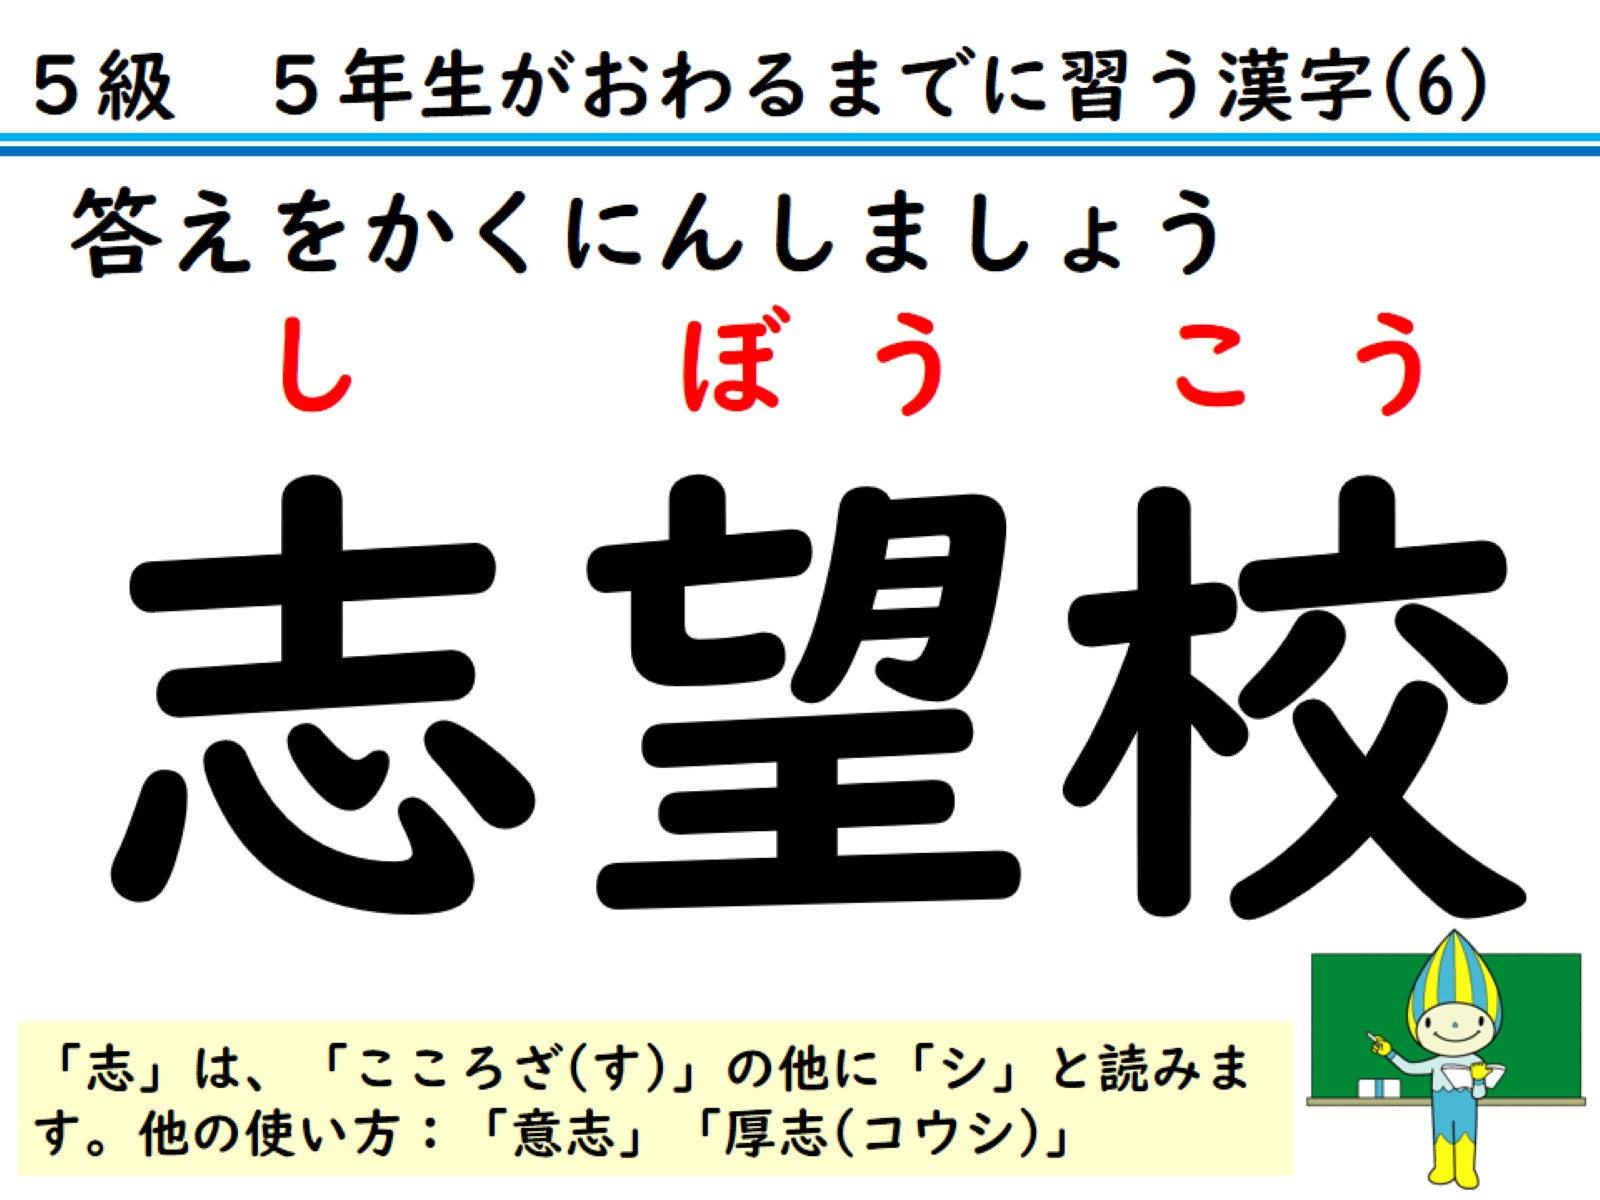 ５級　５年生がおわるまでに習う漢字(6)
答えをかくにんしましょう
し　ぼう　こう
志望校
「志」は、「こころざ(す)」の他に「シ」と読みま
す。他の使い方：「意志」「厚志(コウシ)」